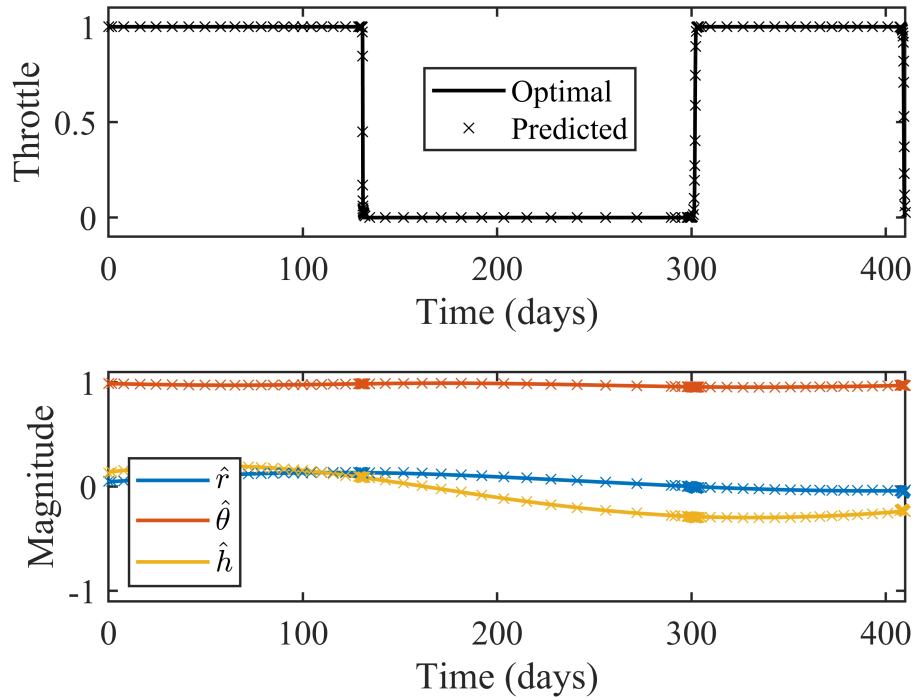 1
0.5
0
Throttle
Optimal
Predicted
0 100 200 300 400
Time (days)
1
0
-1
Magnitude
r̂
θ̂
ĥ
0 100 200 300 400
Time (days)